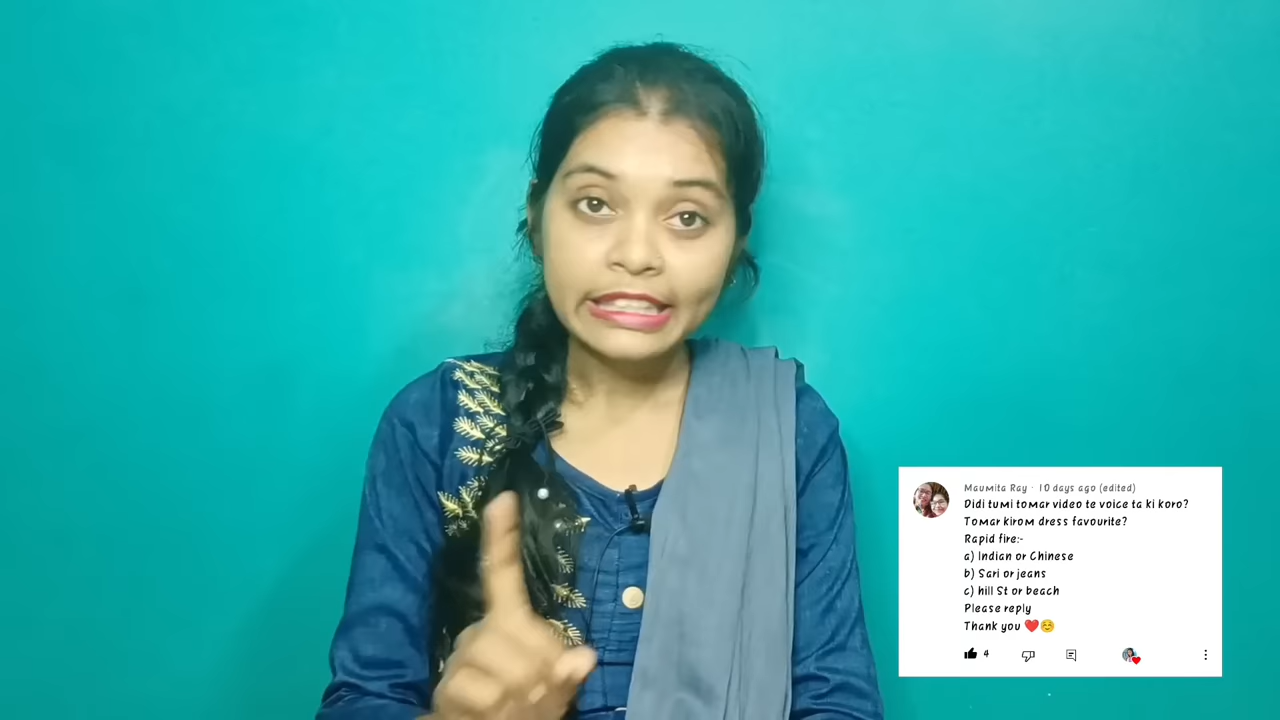 Maumita Ray · 10 days ago (edited)
Didi tumi tomar video te voice ta ki koro?
Tomar kirom dress favourite?
Rapid fire:-
a) Indian or Chinese
b) Sari or jeans
c) hill St or beach
Please reply
Thank you ❤️☺️
4